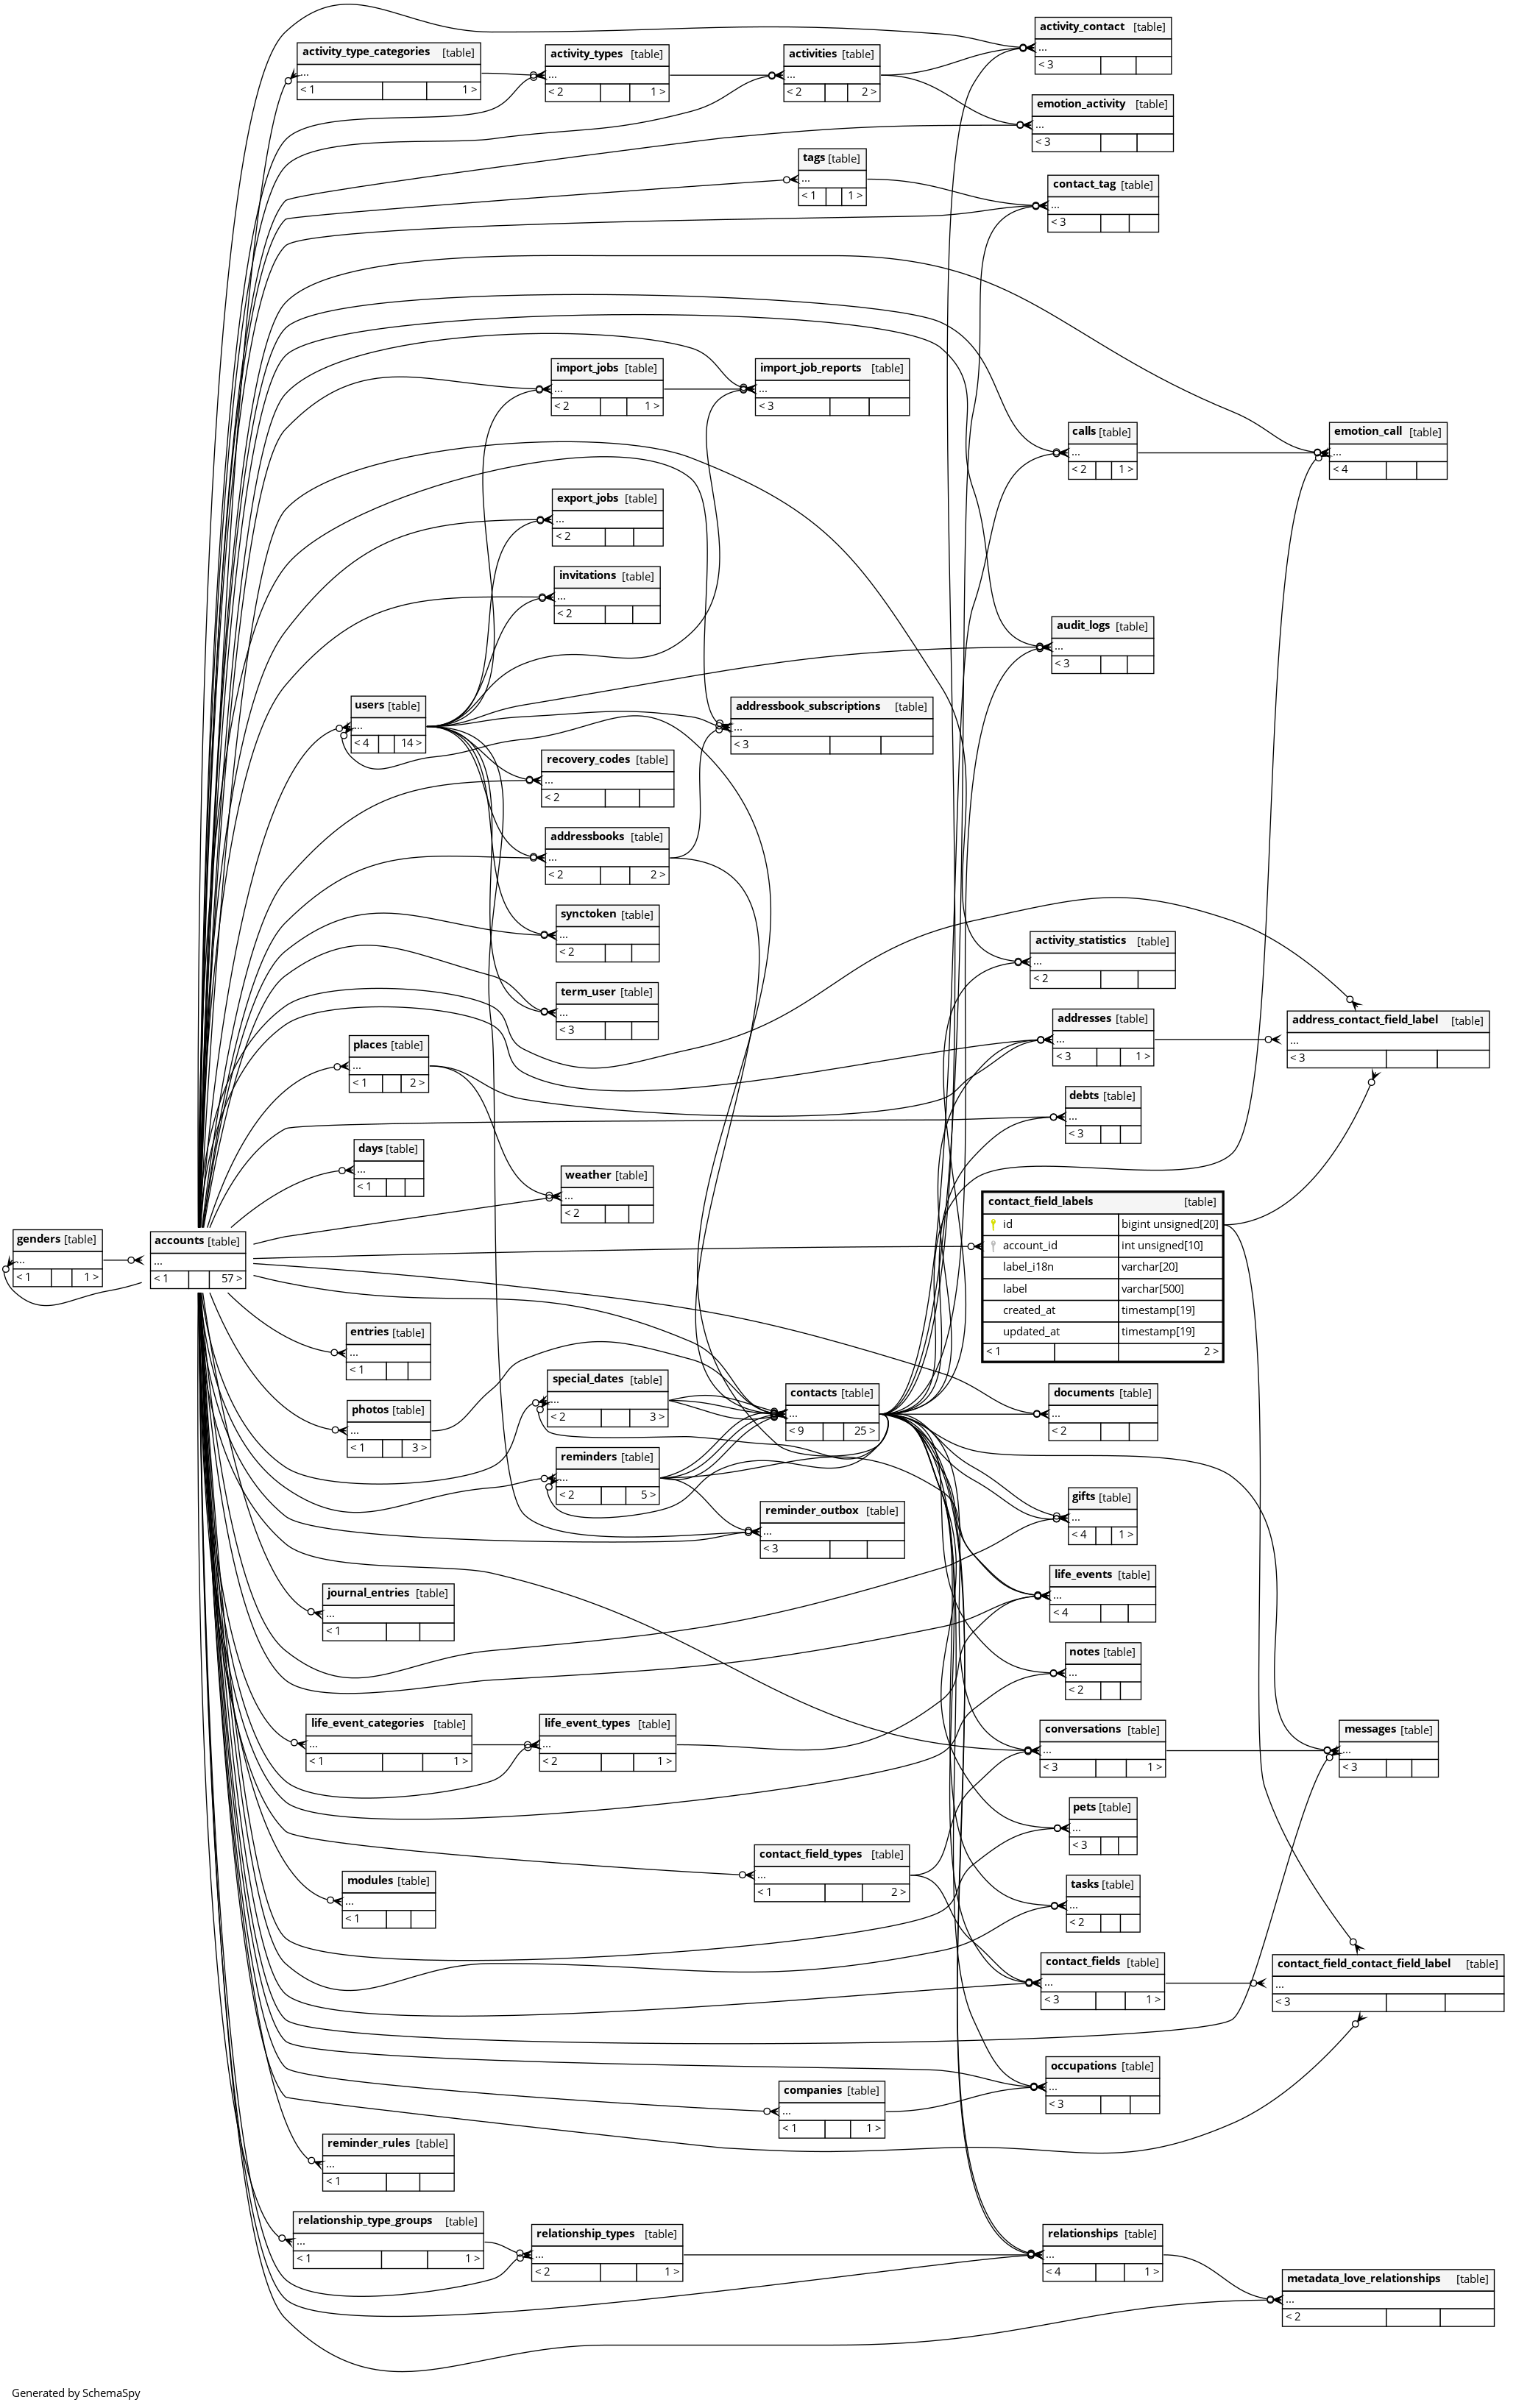 activity_contact [table]
...
< 3
activity_type_categories [table]
...
< 1 1 >
activity_types [table]
...
< 2 1 >
activities [table]
...
< 2 2 >
emotion_activity [table]
...
< 3
tags [table]
...
< 1 1 >
contact_tag [table]
...
< 3
import_jobs [table]
...
< 2 1 >
import_job_reports [table]
...
< 3
calls [table]
...
< 2 1 >
emotion_call [table]
...
< 4
export_jobs [table]
...
< 2
invitations [table]
...
< 2
audit_logs [table]
...
< 3
users [table]
...
< 4 14 >
addressbook_subscriptions [table]
...
< 3
recovery_codes [table]
...
< 2
addressbooks [table]
...
< 2 2 >
synctoken [table]
...
< 2
activity_statistics [table]
...
< 2
term_user [table]
...
< 3
addresses [table]
...
< 3 1 >
address_contact_field_label [table]
...
< 3
places [table]
...
< 1 2 >
debts [table]
...
< 3
days [table]
...
< 1
weather [table]
...
< 2
contact_field_labels [table]
id bigint unsigned[20]
account_id int unsigned[10]
label_i18n varchar[20]
label varchar[500]
created_at timestamp[19]
updated_at timestamp[19]
< 1 2 >
genders [table]
...
< 1 1 >
accounts [table]
...
< 1 57 >
entries [table]
...
< 1
special_dates [table]
...
< 2 3 >
contacts [table]
...
< 9 25 >
documents [table]
...
< 2
photos [table]
...
< 1 3 >
reminders [table]
...
< 2 5 >
gifts [table]
...
< 4 1 >
reminder_outbox [table]
...
< 3
life_events [table]
...
< 4
journal_entries [table]
...
< 1
notes [table]
...
< 2
life_event_categories [table]
...
< 1 1 >
life_event_types [table]
...
< 2 1 >
conversations [table]
...
< 3 1 >
messages [table]
...
< 3
pets [table]
...
< 3
contact_field_types [table]
...
< 1 2 >
modules [table]
...
< 1
tasks [table]
...
< 2
contact_fields [table]
...
< 3 1 >
contact_field_contact_field_label [table]
...
< 3
occupations [table]
...
< 3
companies [table]
...
< 1 1 >
reminder_rules [table]
...
< 1
relationship_type_groups [table]
...
< 1 1 >
relationship_types [table]
...
< 2 1 >
relationships [table]
...
< 4 1 >
metadata_love_relationships [table]
...
< 2
Generated by SchemaSpy